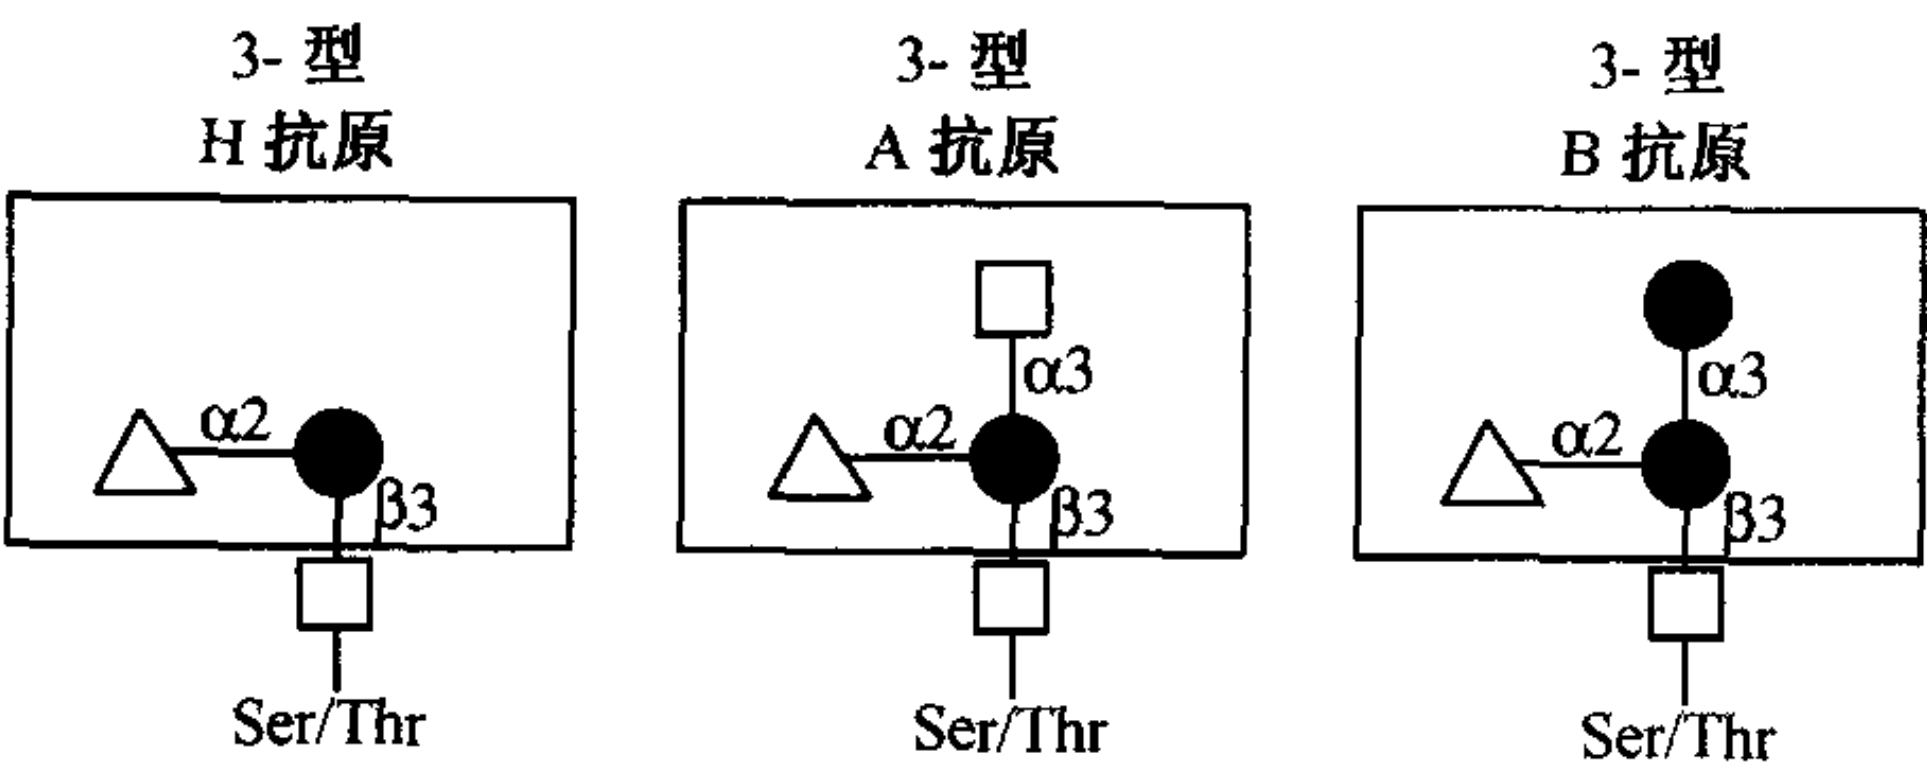 3- 型
H 抗原
α2
β3
Ser/Thr
3- 型
A 抗原
α3
α2
β3
Ser/Thr
3- 型
B 抗原
α3
α2
β3
Ser/Thr